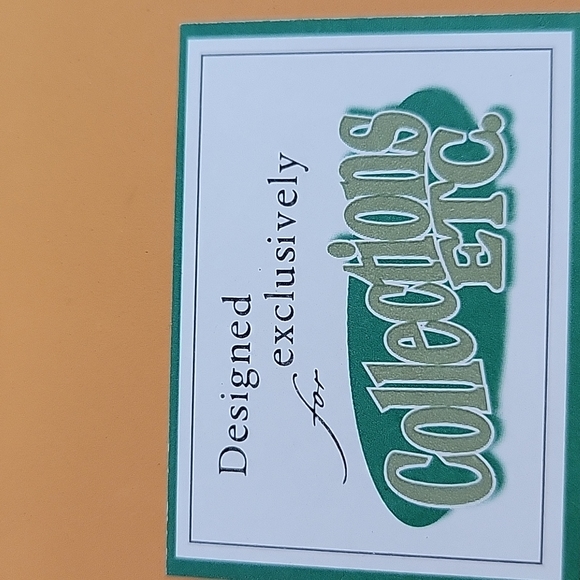 Designed
exclusively
for
Collections
ETC.